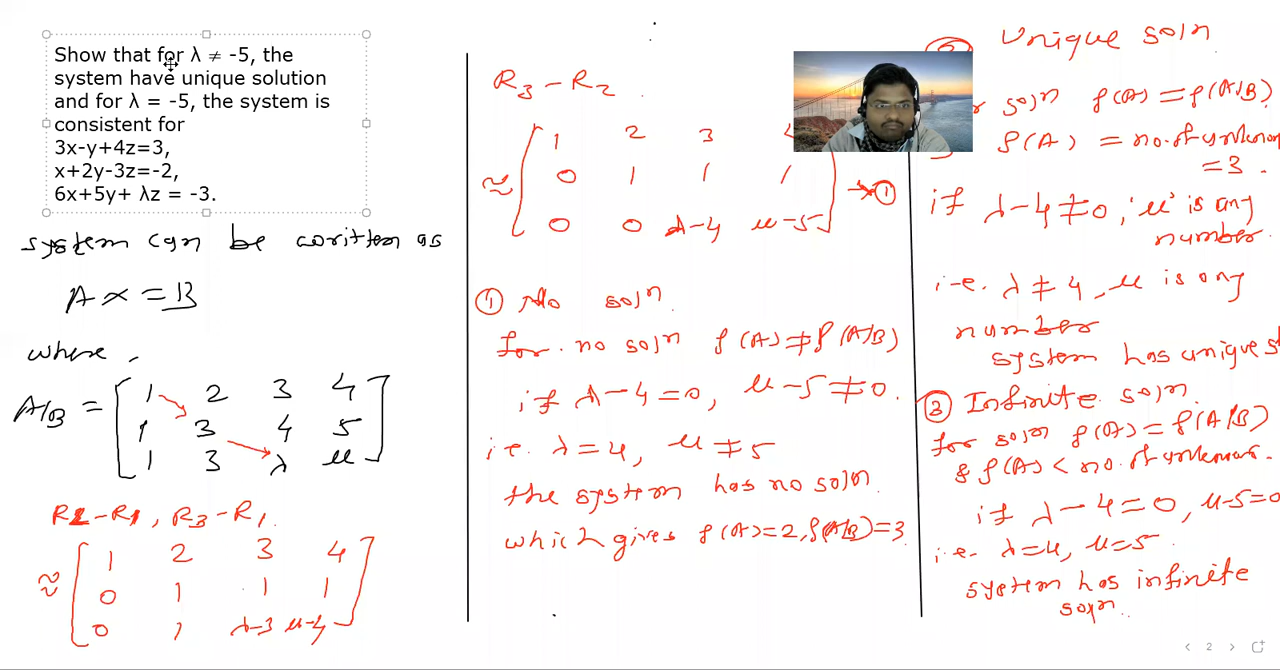 Show that for λ ≠ -5, the
system have unique solution
and for λ = -5, the system is
consistent for
3x-y+4z=3,
x+2y-3z=-2,
6x+5y+ λz = -3.
system can be written as
A x = B
where,
A/B = [1 2 3 4
1 3 4 5
1 3 λ μ]
R2-R1, R3-R1
≈ [1 2 3 4
0 1 1 1
0 1 λ-3 μ-4]
R3-R2
≈ [1 2 3
0 1 1 1
0 0 λ-4 μ-5] → ①
① No soln.
for no soln ρ(A)≠ρ(A/B)
if λ-4=0, μ-5≠0.
i.e. λ=4, μ≠5
the system has no soln.
which gives ρ(A)=2, ρ(A/B)=3
Unique soln
soln ρ(A)=ρ(A/B)
ρ(A) = no. of unknown
=3.
if λ-4≠0, 'μ' is any
number.
i.e. λ≠4, μ is any
number
system has unique s
③ Infinite soln.
for soln ρ(A)=ρ(A/B)
& ρ(A)< no. of unknown.
if λ-4=0, μ-5=0
i.e. λ=4, μ=5.
system has infinite
soln.
2